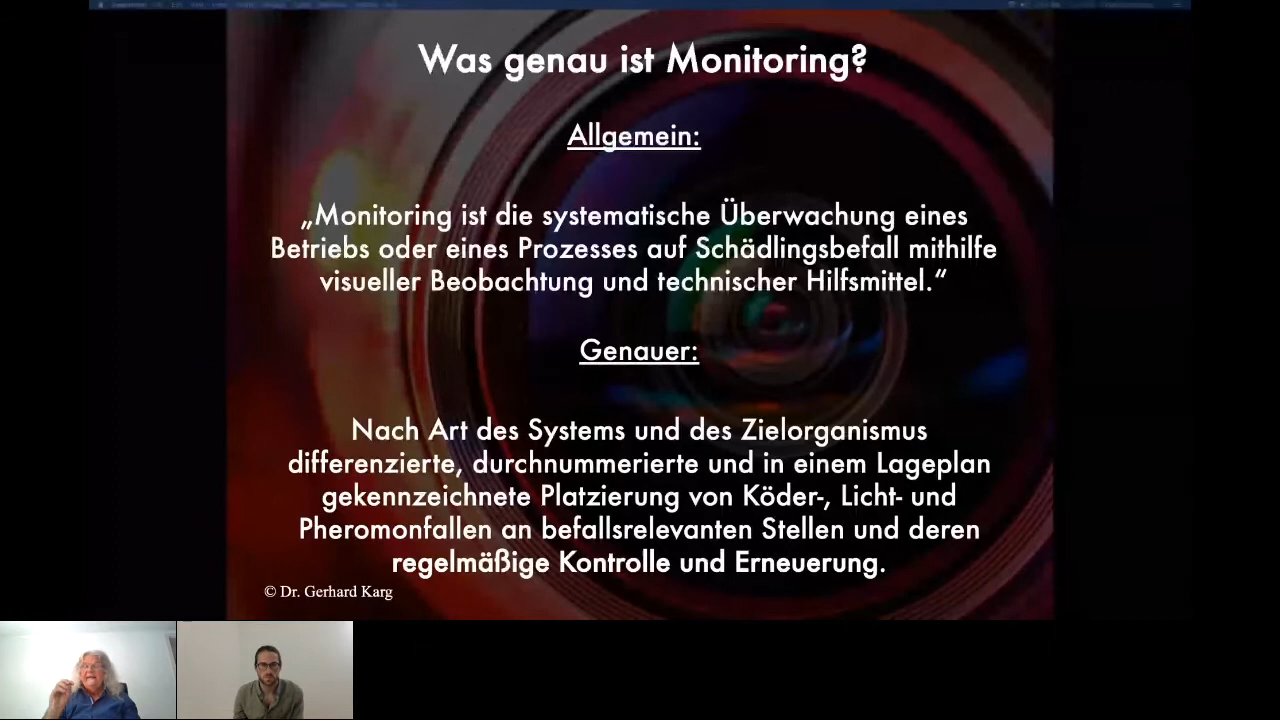 Was genau ist Monitoring?
Allgemein:
„Monitoring ist die systematische Überwachung eines
Betriebs oder eines Prozesses auf Schädlingsbefall mithilfe
visueller Beobachtung und technischer Hilfsmittel.“
Genauer:
Nach Art des Systems und des Zielorganismus
differenzierte, durchnummerierte und in einem Lageplan
gekennzeichnete Platzierung von Köder-, Licht- und
Pheromonfallen an befallsrelevanten Stellen und deren
regelmäßige Kontrolle und Erneuerung.
© Dr. Gerhard Karg